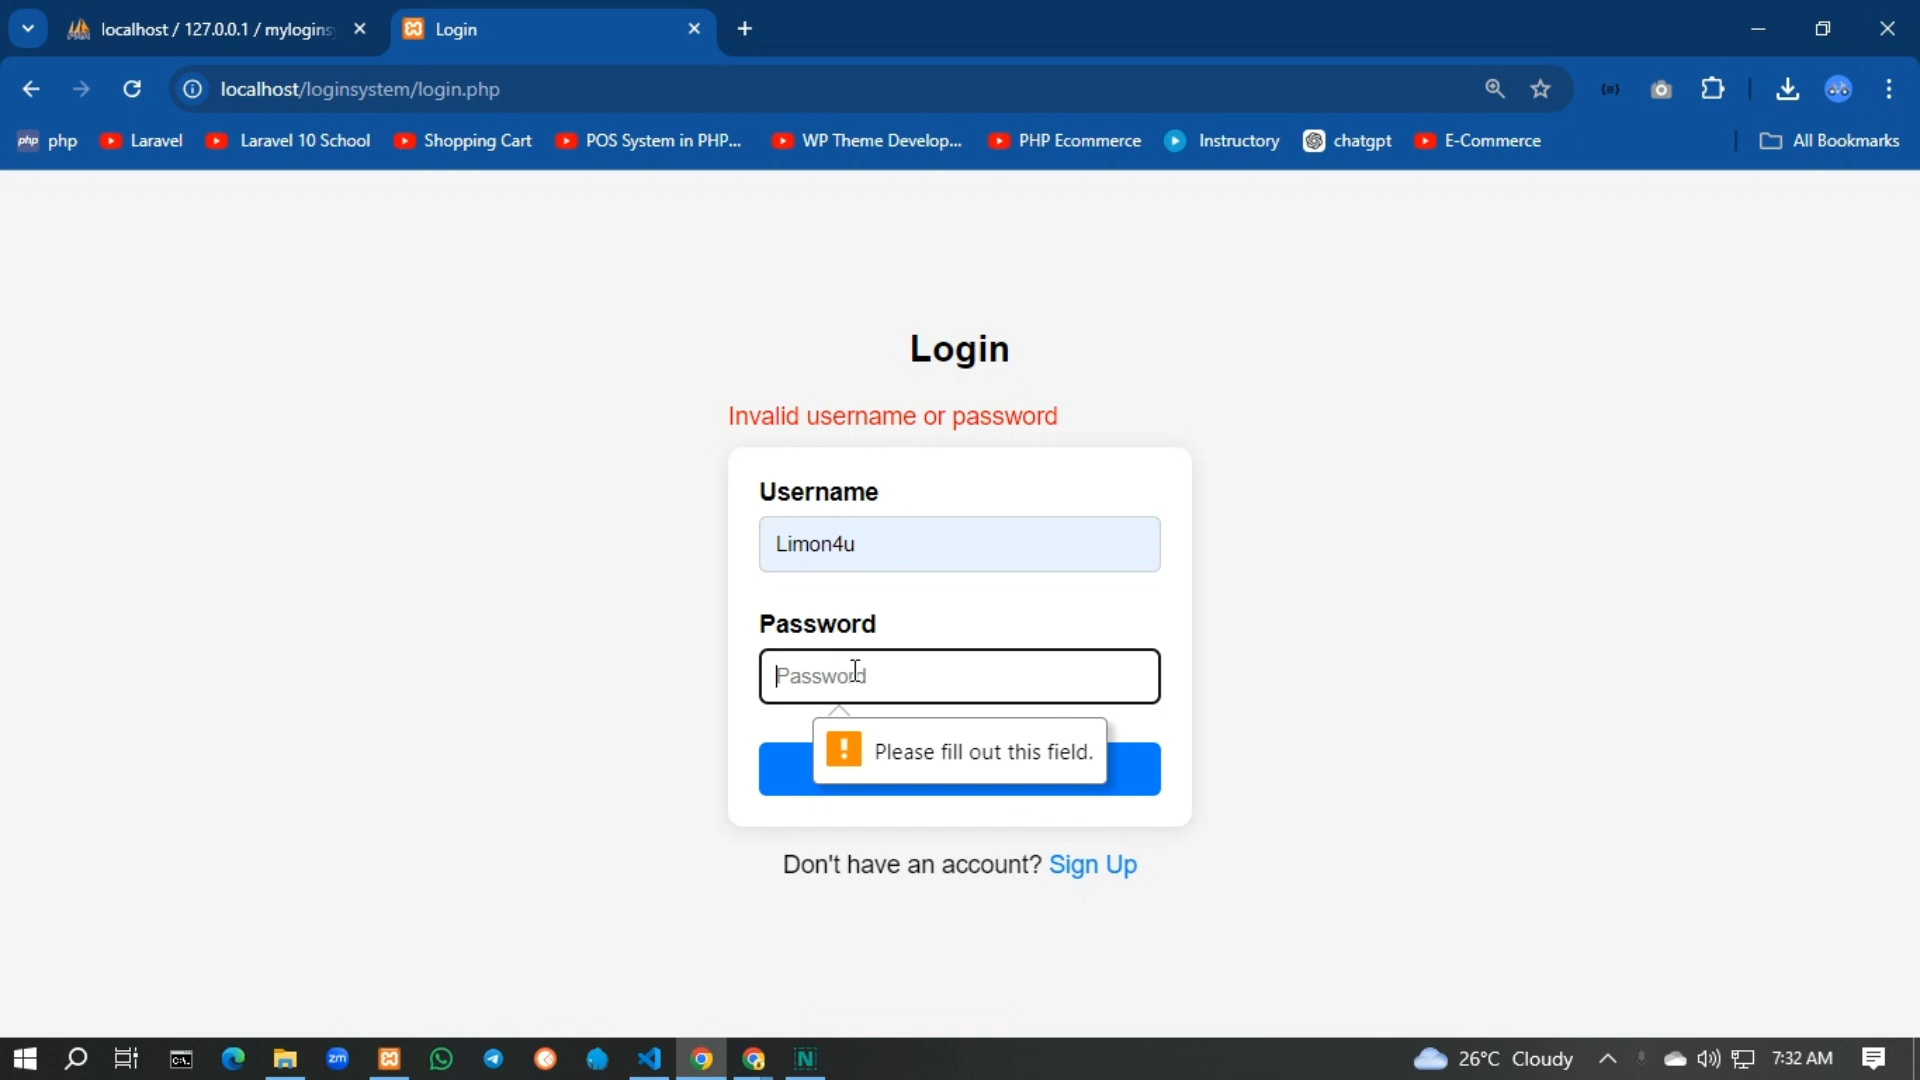 localhost / 127.0.0.1 / mylogins
Login
localhost/loginsystem/login.php
php php
Laravel
Laravel 10 School
Shopping Cart
POS System in PHP...
WP Theme Develop...
PHP Ecommerce
Instructory
chatgpt
E-Commerce
All Bookmarks
Login
Invalid username or password
Username
Limon4u
Password
Password
! Please fill out this field.
Don't have an account? Sign Up
zm
N
26°C Cloudy
7:32 AM